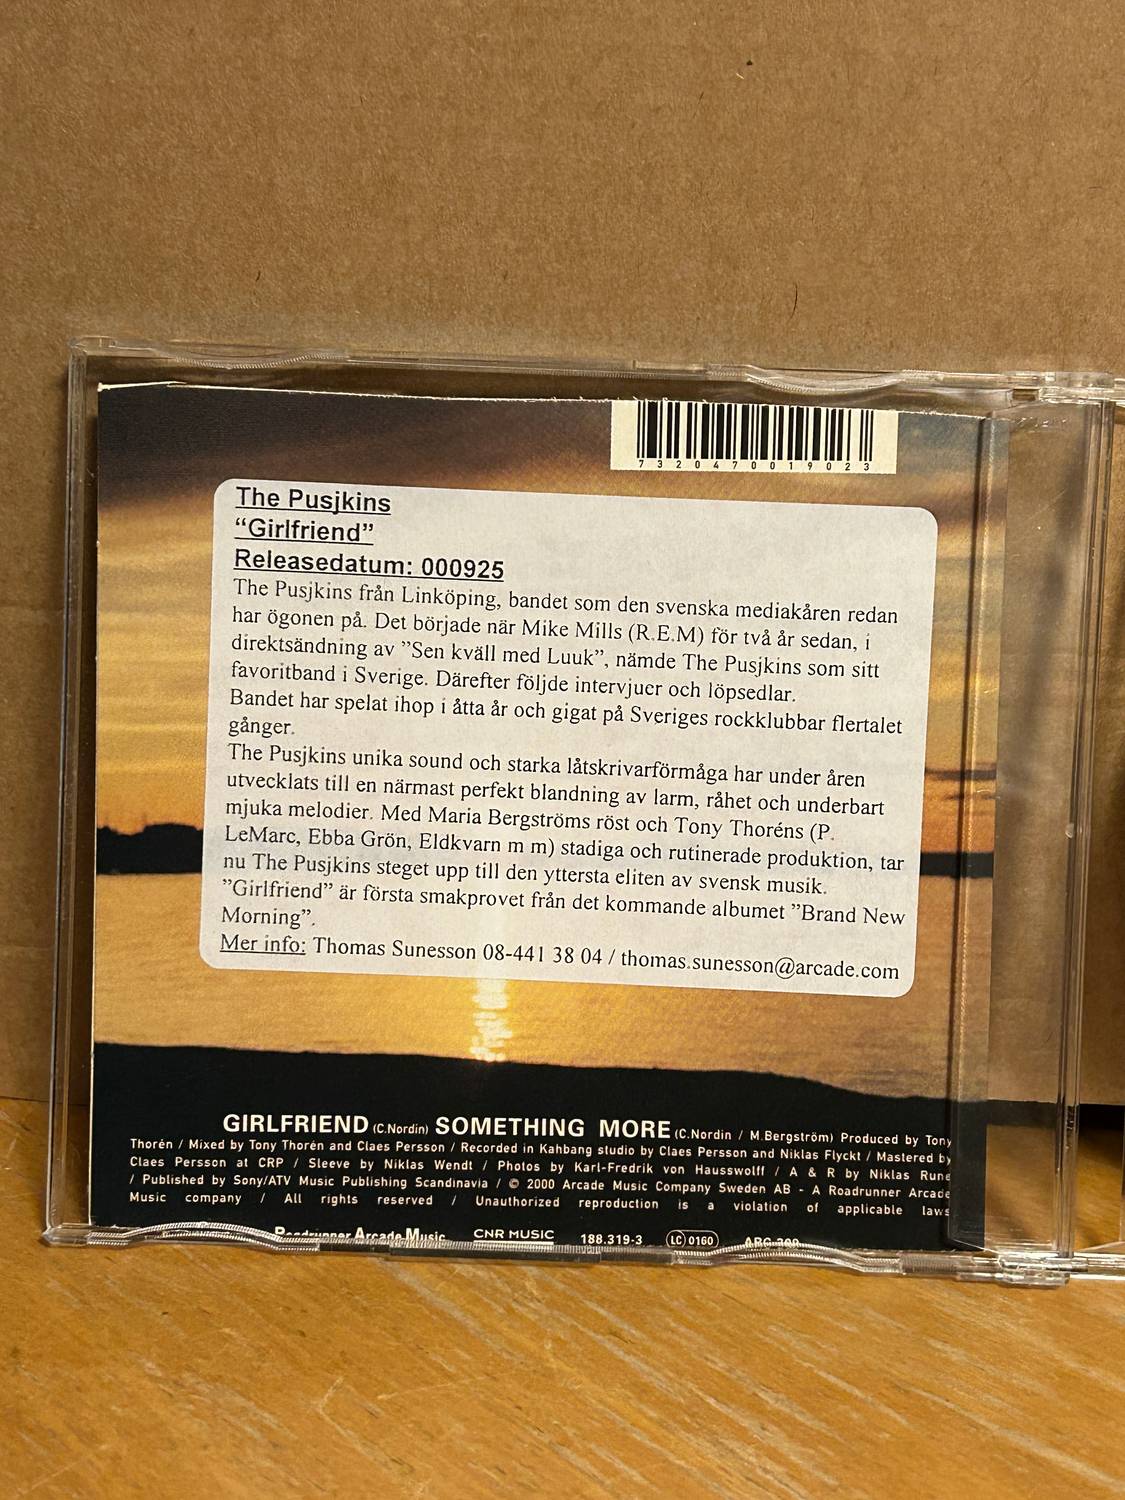 7320470019023
The Pusjkins
“Girlfriend”
Releasedatum: 000925
The Pusjkins från Linköping, bandet som den svenska mediakåren redan
har ögonen på. Det började när Mike Mills (R.E.M) för två år sedan, i
direktsändning av ”Sen kväll med Luuk”, nämde The Pusjkins som sitt
favoritband i Sverige. Därefter följde intervjuer och löpsedlar.
Bandet har spelat ihop i åtta år och gigat på Sveriges rockklubbar flertalet
gånger.
The Pusjkins unika sound och starka låtskrivarförmåga har under åren
utvecklats till en närmast perfekt blandning av larm, råhet och underbart
mjuka melodier. Med Maria Bergströms röst och Tony Thoréns (P.
LeMarc, Ebba Grön, Eldkvarn m m) stadiga och rutinerade produktion, tar
nu The Pusjkins steget upp till den yttersta eliten av svensk musik.
”Girlfriend” är första smakprovet från det kommande albumet ”Brand New
Morning”.
Mer info: Thomas Sunesson 08-441 38 04 / thomas.sunesson@arcade.com
GIRLFRIEND (C.Nordin) SOMETHING MORE (C.Nordin / M.Bergström) Produced by Tony
Thorén / Mixed by Tony Thorén and Claes Persson / Recorded in Kahbang studio by Claes Persson and Niklas Flyckt / Mastered by
Claes Persson at CRP / Sleeve by Niklas Wendt / Photos by Karl-Fredrik von Hausswolff / A & R by Niklas Rune
/ Published by Sony/ATV Music Publishing Scandinavia / © 2000 Arcade Music Company Sweden AB - A Roadrunner Arcade
Music company / All rights reserved / Unauthorized reproduction is a violation of applicable laws
Roadrunner Arcade Music CNR MUSIC 188.319-3 LC 0160